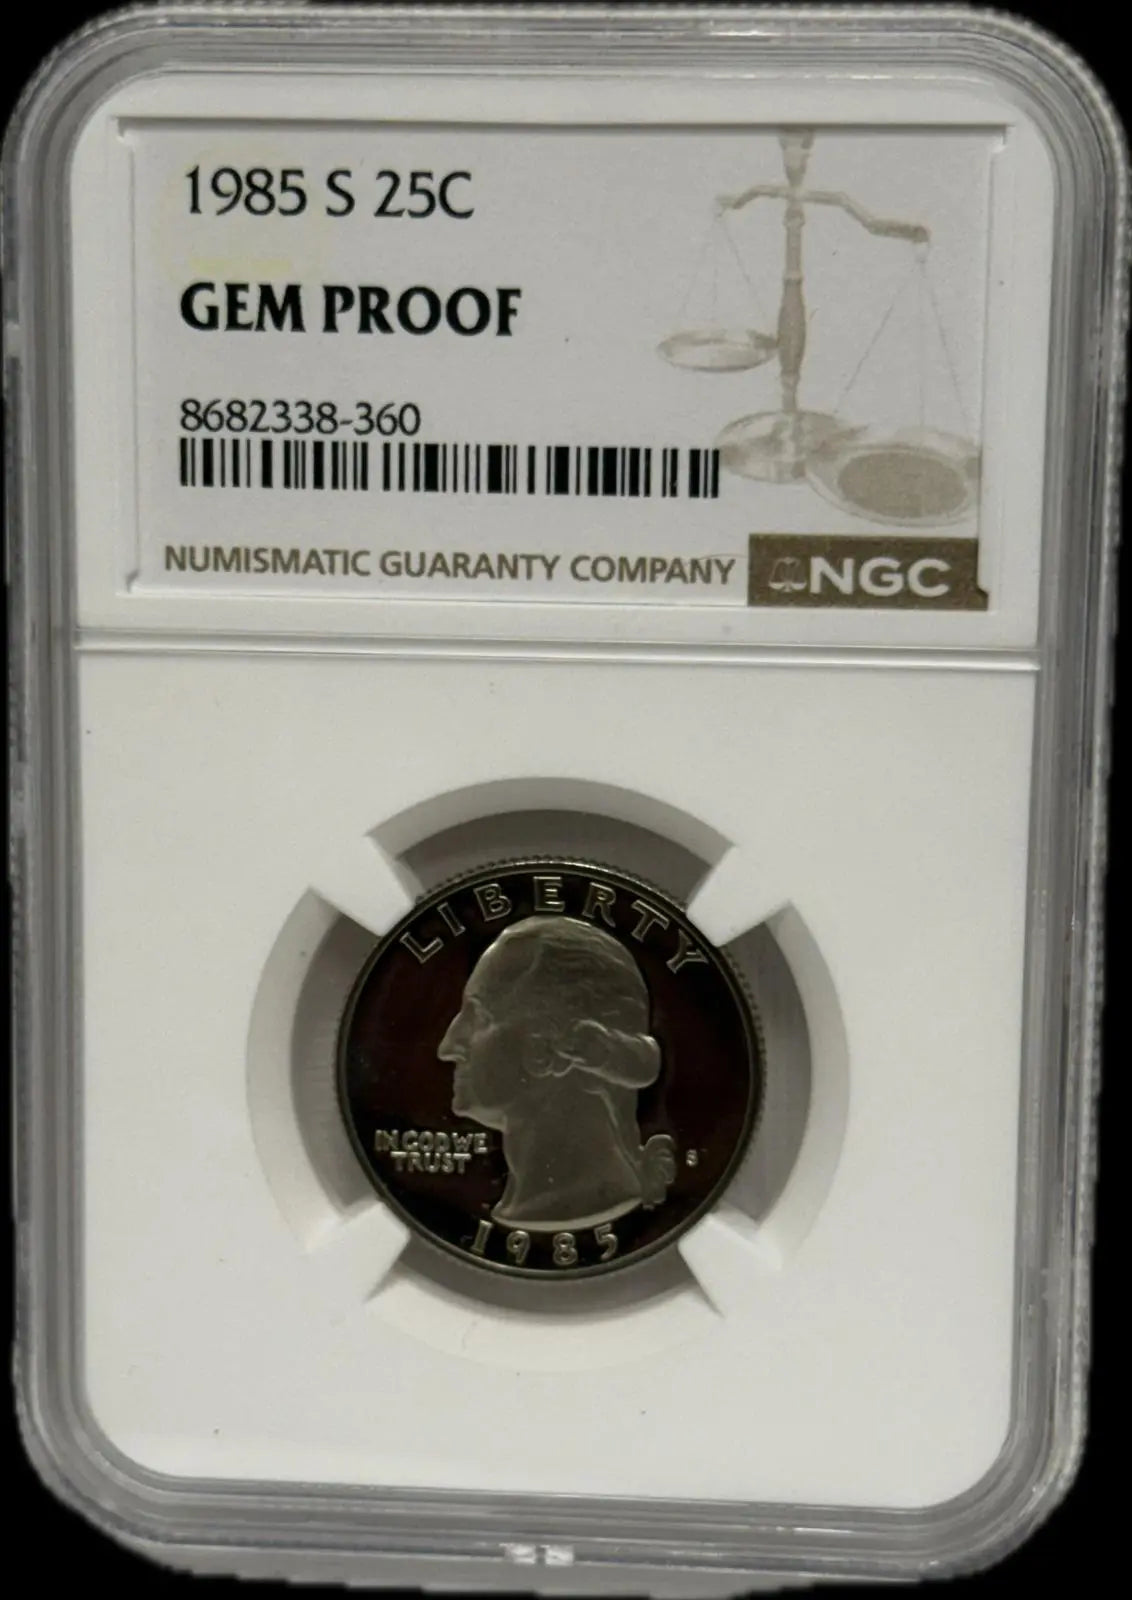 1985 S 25C
GEM PROOF
8682338-360
NUMISMATIC GUARANTY COMPANY NGC
LIBERTY
IN GOD WE
TRUST
S
1985